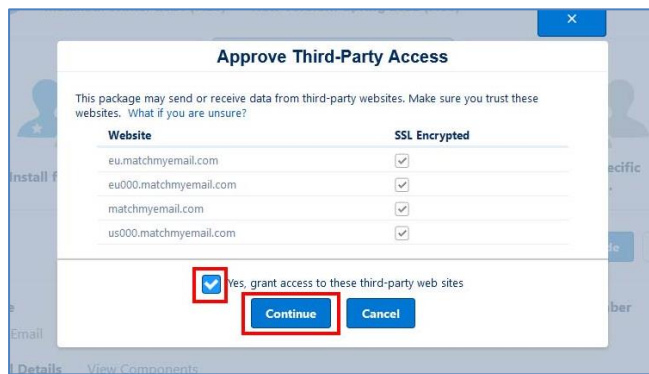 Approve Third-Party Access
This package may send or receive data from third-party websites. Make sure you trust these
websites. What if you are unsure?
Website SSL Encrypted
eu.matchmyemail.com
eu000.matchmyemail.com
matchmyemail.com
us000.matchmyemail.com
Yes, grant access to these third-party web sites
Continue Cancel
Install f
ecific
de
e
Email
ber
l Details View Components